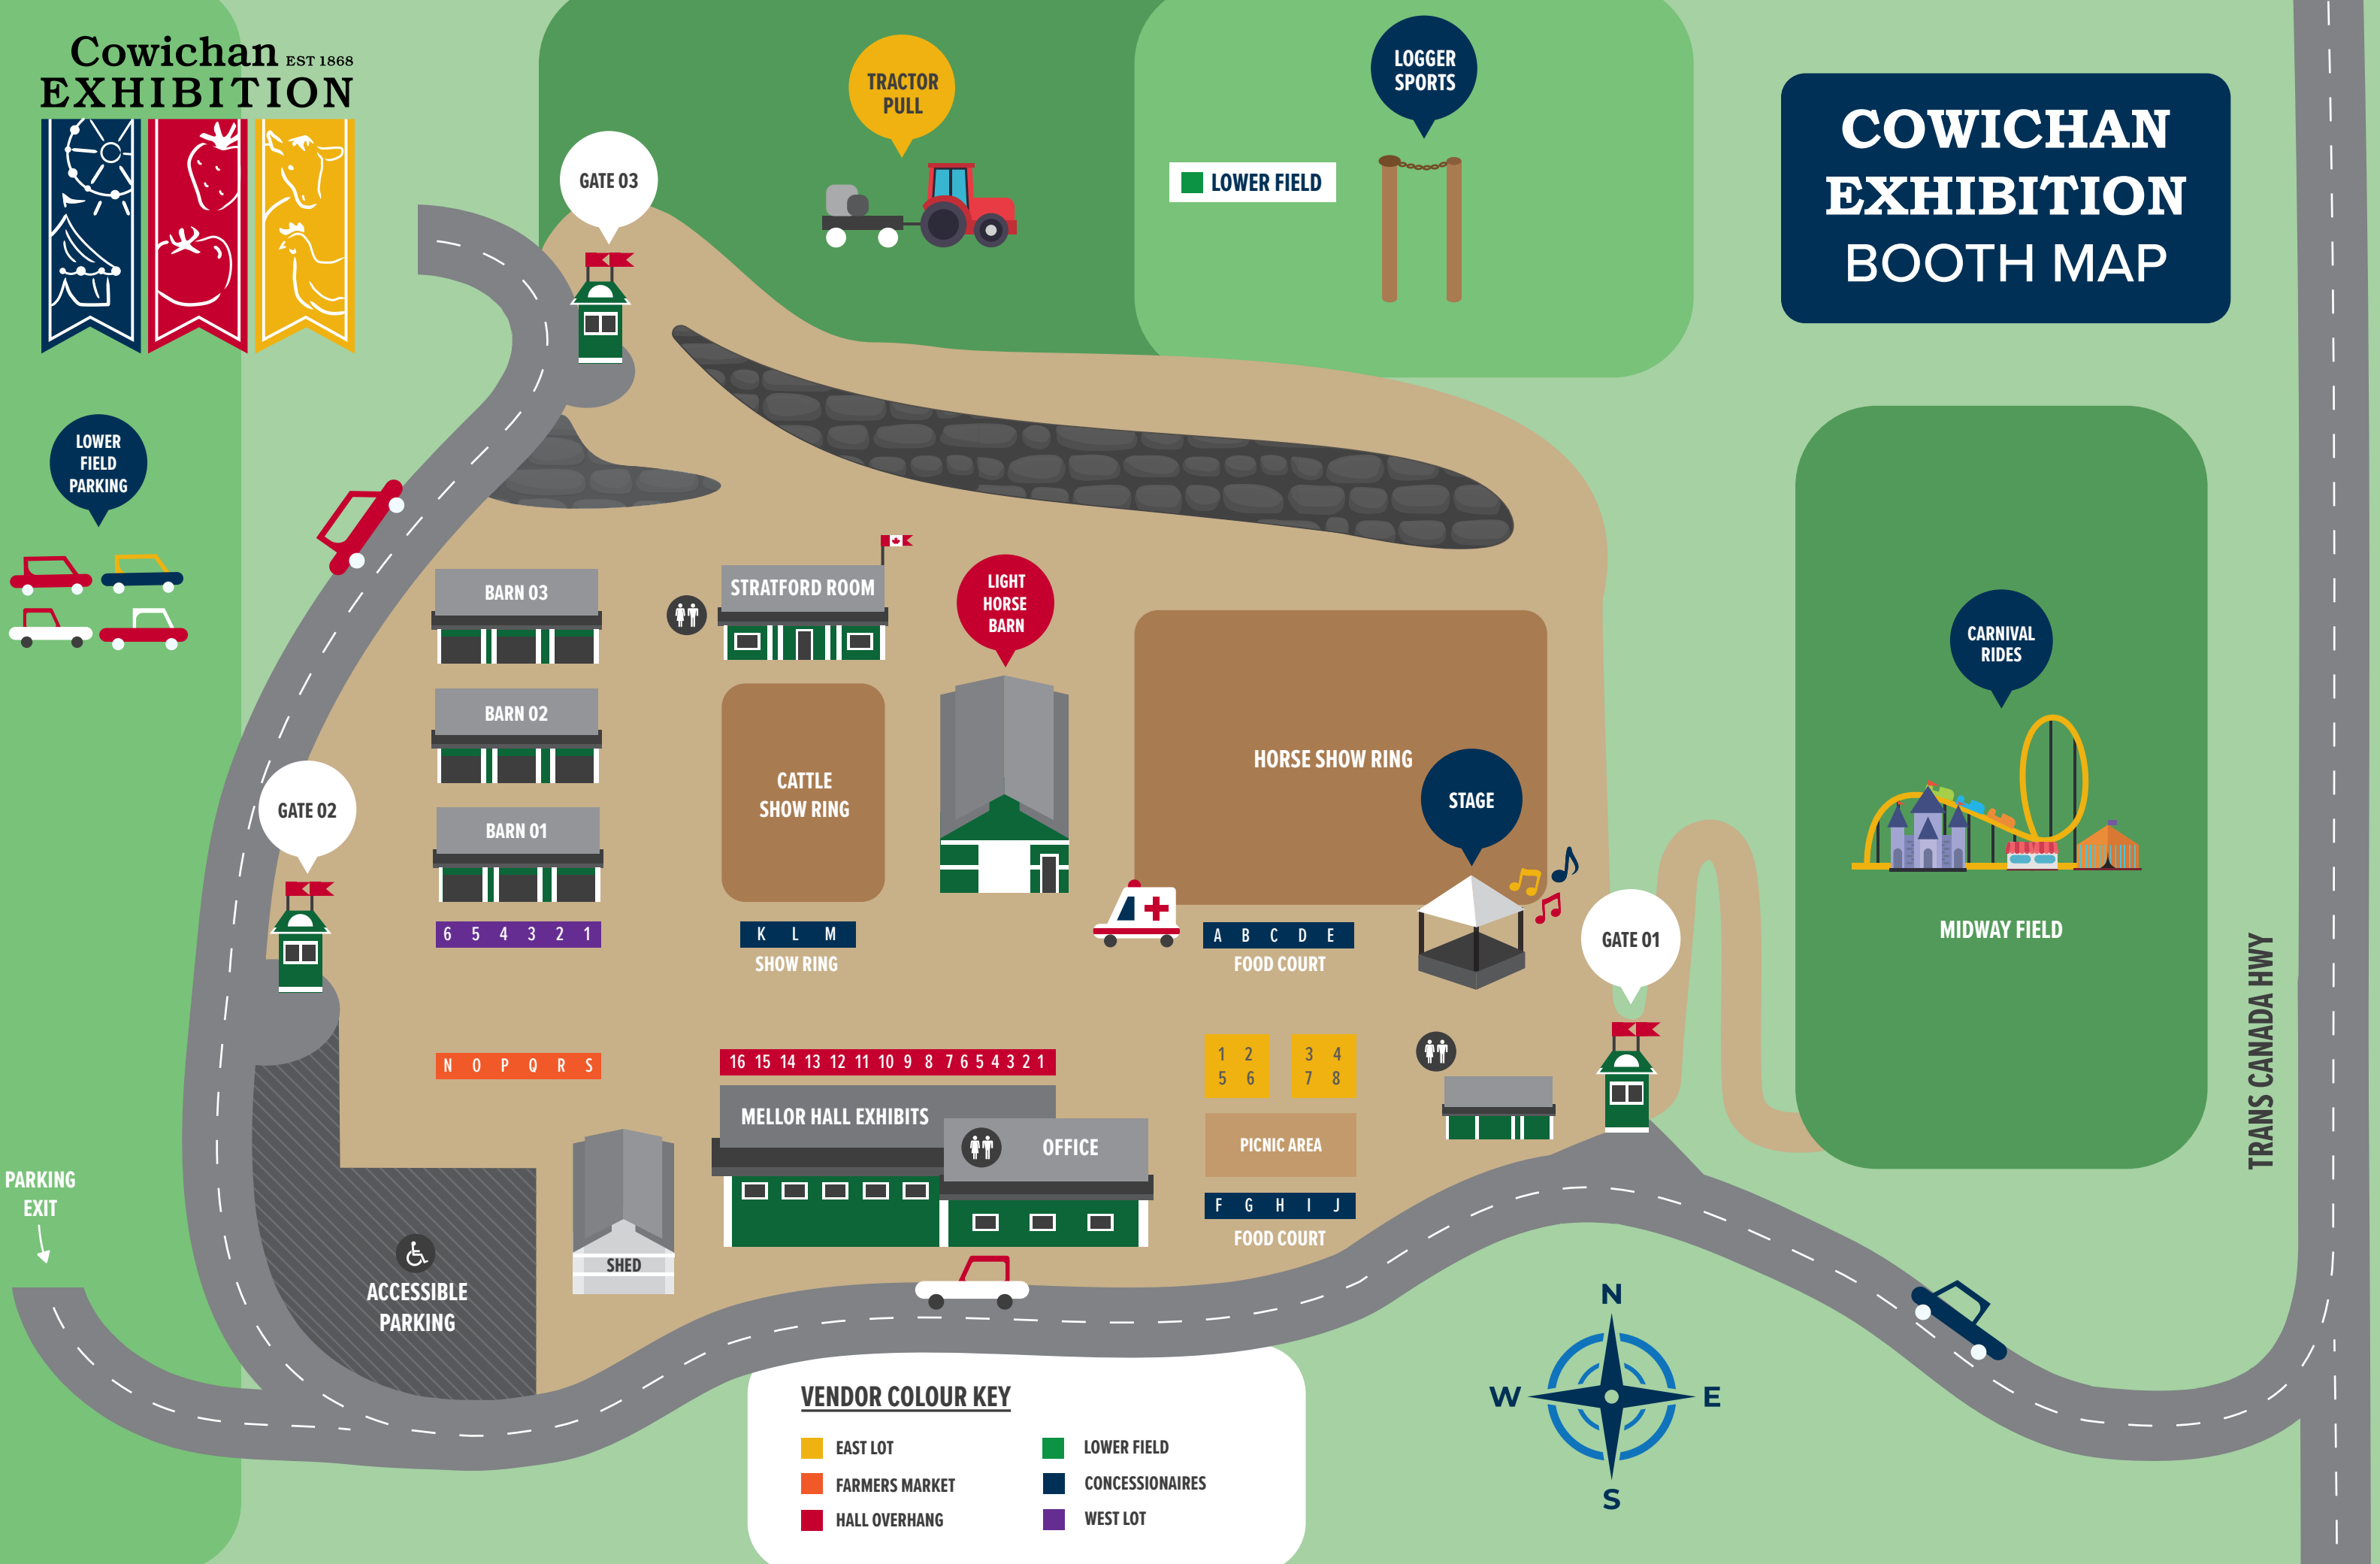 Cowichan EST 1868
EXHIBITION
TRACTOR
PULL
LOGGER
SPORTS
LOWER FIELD
COWICHAN
EXHIBITION
BOOTH MAP
GATE 03
LOWER
FIELD
PARKING
BARN 03
STRATFORD ROOM
LIGHT
HORSE
BARN
CARNIVAL
RIDES
BARN 02
CATTLE
SHOW RING
HORSE SHOW RING
STAGE
GATE 02
BARN 01
6 5 4 3 2 1
K L M
SHOW RING
A B C D E
FOOD COURT
GATE 01
MIDWAY FIELD
TRANS CANADA HWY
N O P Q R S
16 15 14 13 12 11 10 9 8 7 6 5 4 3 2 1
1 2
5 6
3 4
7 8
MELLOR HALL EXHIBITS
OFFICE
PICNIC AREA
F G H I J
FOOD COURT
PARKING
EXIT
SHED
ACCESSIBLE
PARKING
N
W
E
S
VENDOR COLOUR KEY
EAST LOT
FARMERS MARKET
HALL OVERHANG
LOWER FIELD
CONCESSIONAIRES
WEST LOT